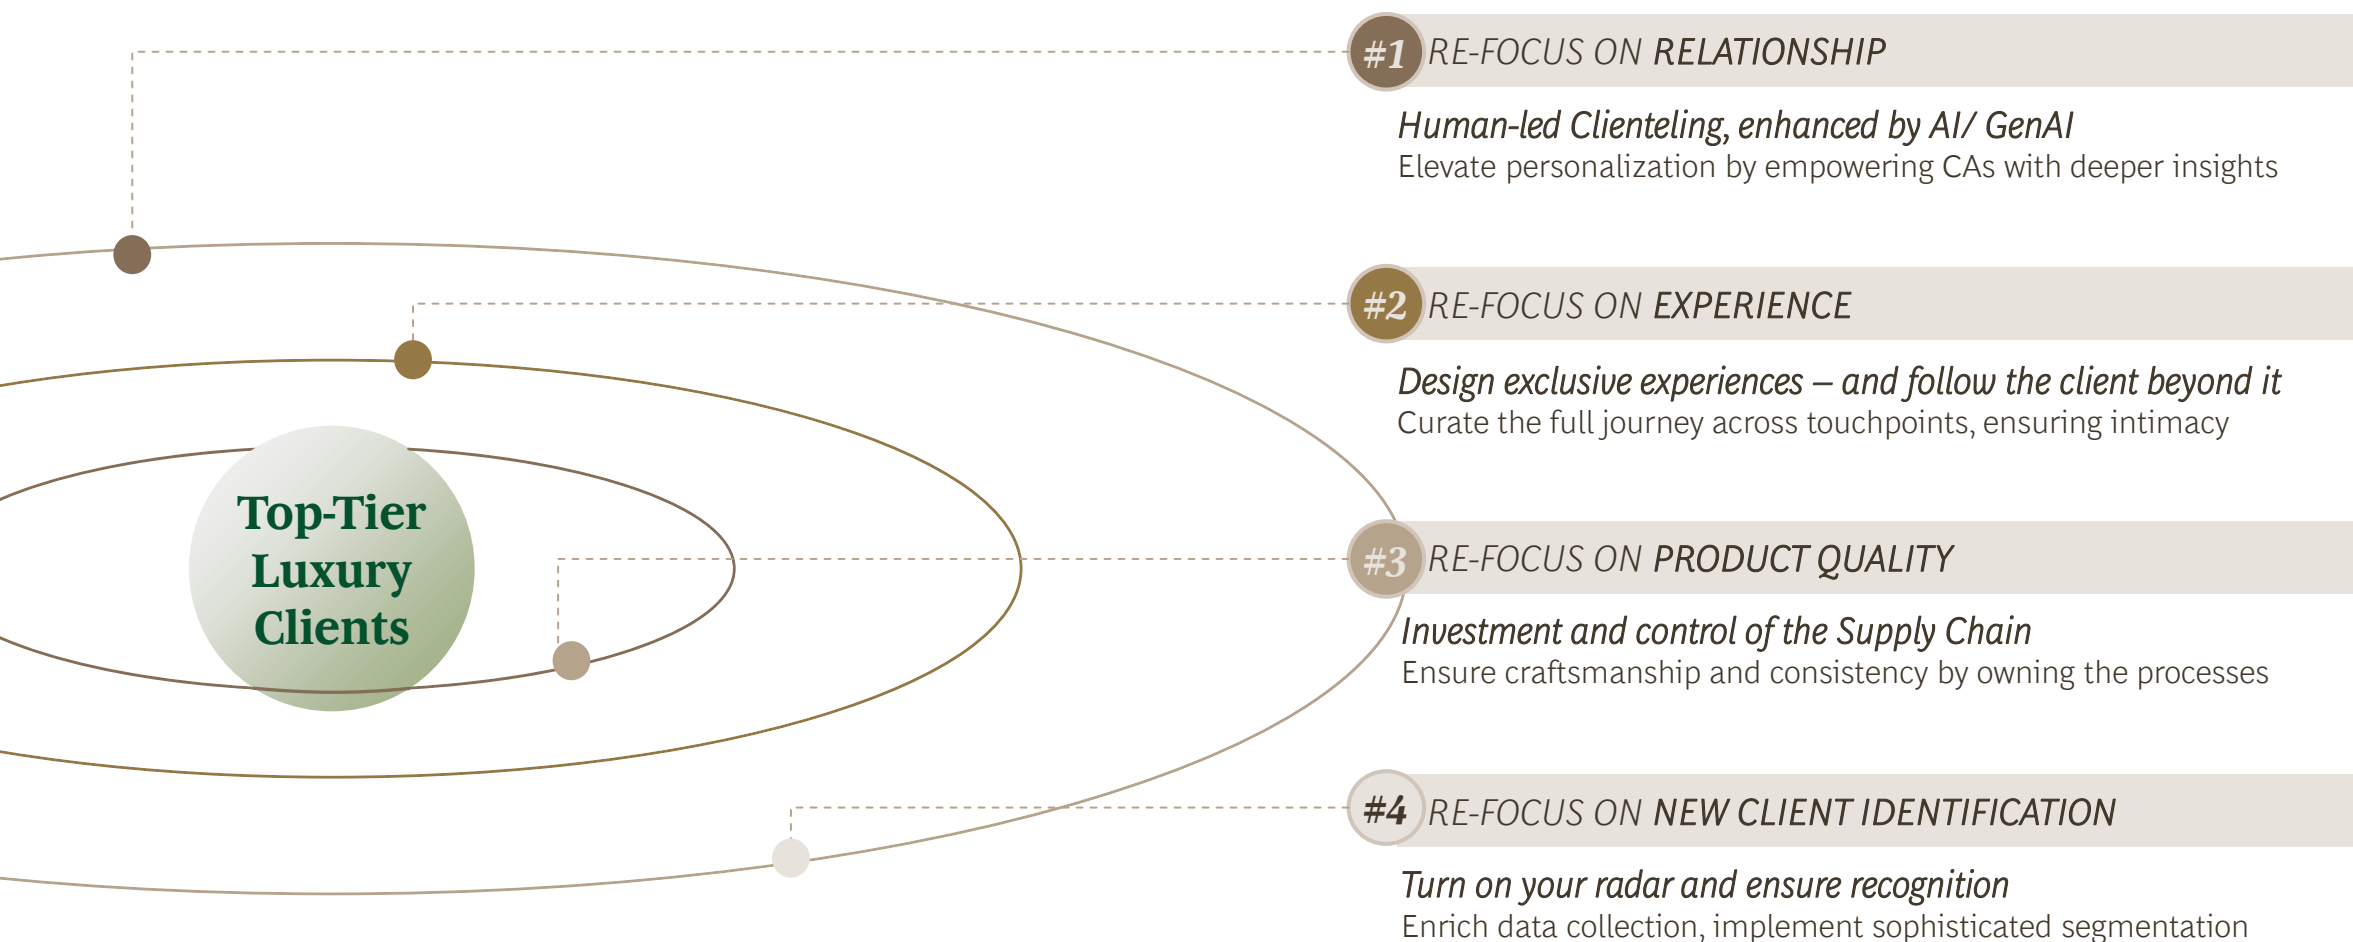 Top-Tier
Luxury
Clients
#1 RE-FOCUS ON RELATIONSHIP
Human-led Clienteling, enhanced by AI/ GenAI
Elevate personalization by empowering CAs with deeper insights
#2 RE-FOCUS ON EXPERIENCE
Design exclusive experiences – and follow the client beyond it
Curate the full journey across touchpoints, ensuring intimacy
#3 RE-FOCUS ON PRODUCT QUALITY
Investment and control of the Supply Chain
Ensure craftsmanship and consistency by owning the processes
#4 RE-FOCUS ON NEW CLIENT IDENTIFICATION
Turn on your radar and ensure recognition
Enrich data collection, implement sophisticated segmentation